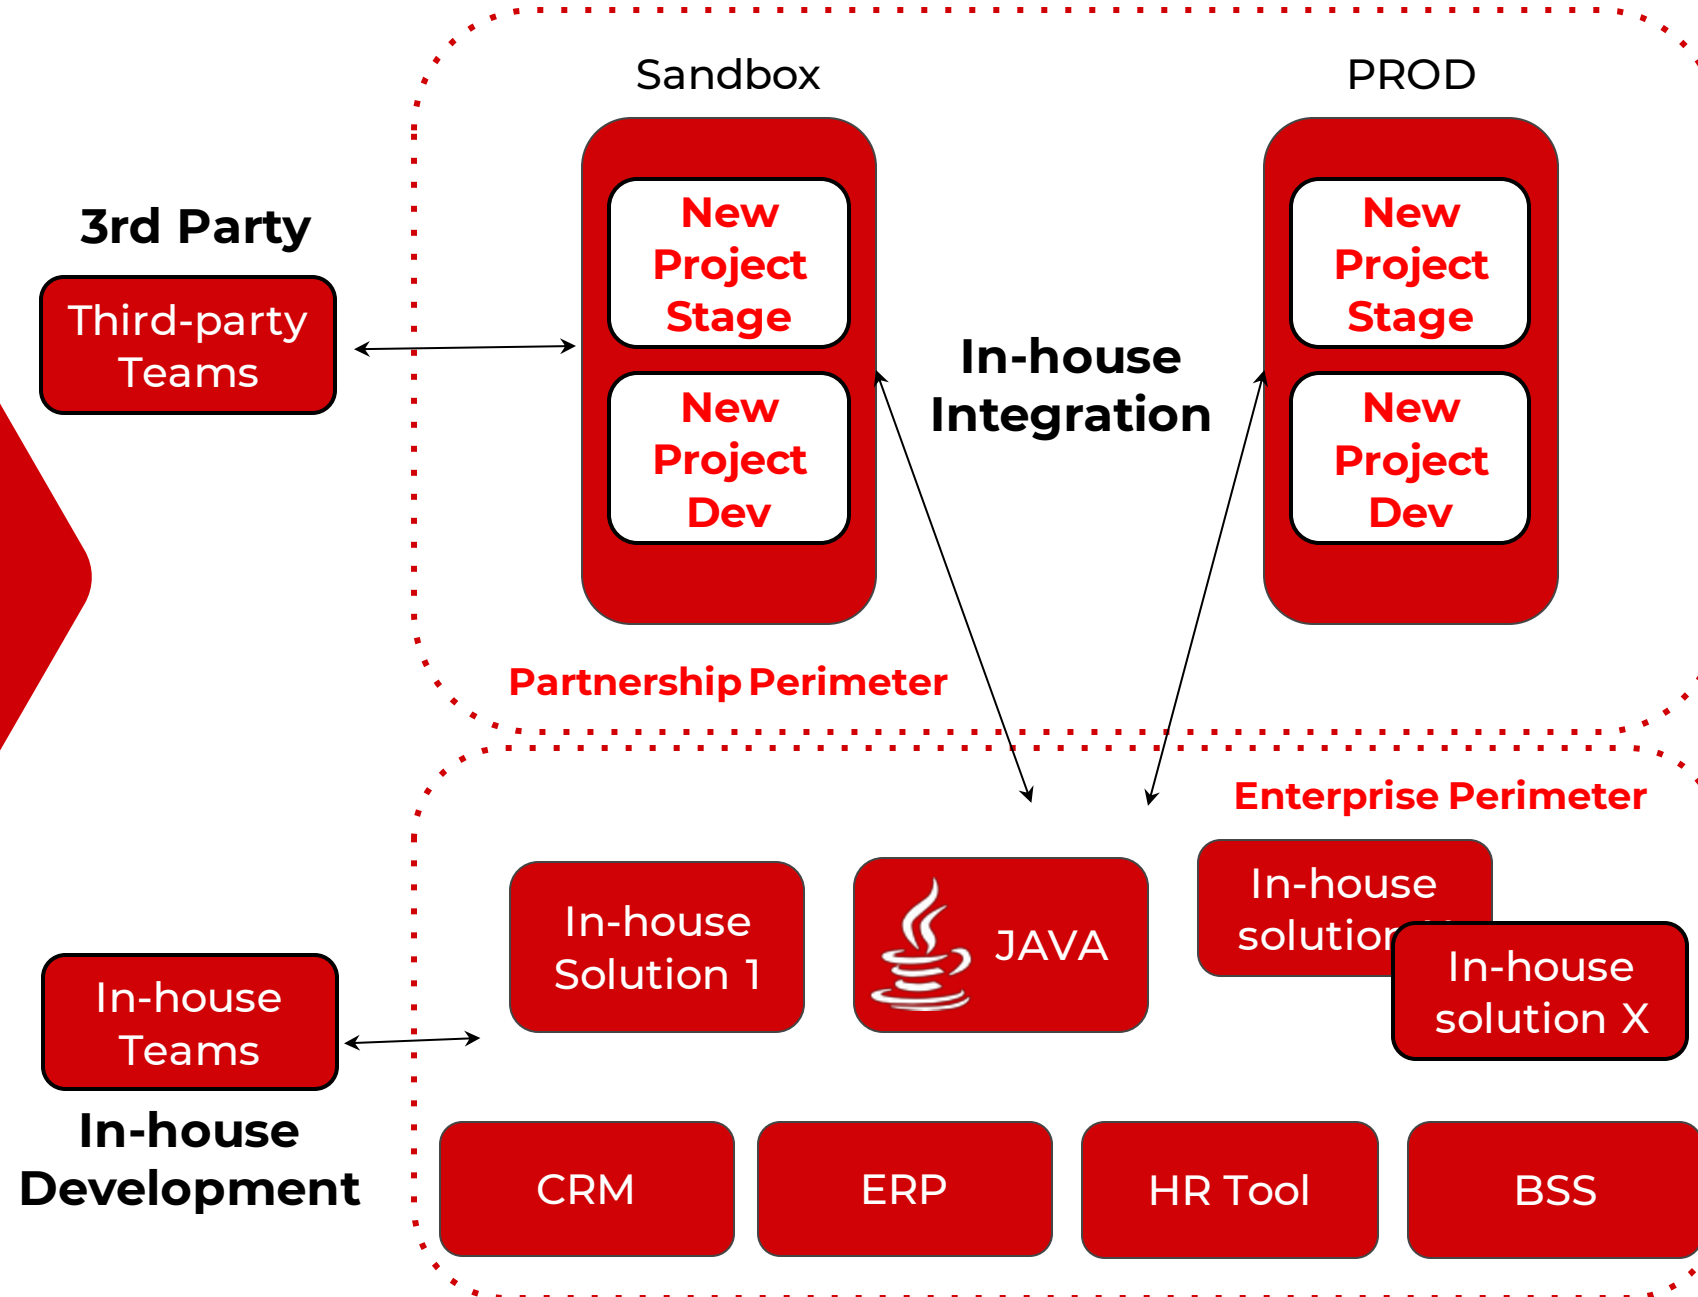 Sandbox
PROD
3rd Party
Third-party
Teams
New
Project
Stage
New
Project
Dev
In-house
Integration
New
Project
Stage
New
Project
Dev
Partnership Perimeter
Enterprise Perimeter
In-house
Solution 1
JAVA
In-house
In-house
solution X
In-house
Teams
In-house
Development
CRM
ERP
HR Tool
BSS